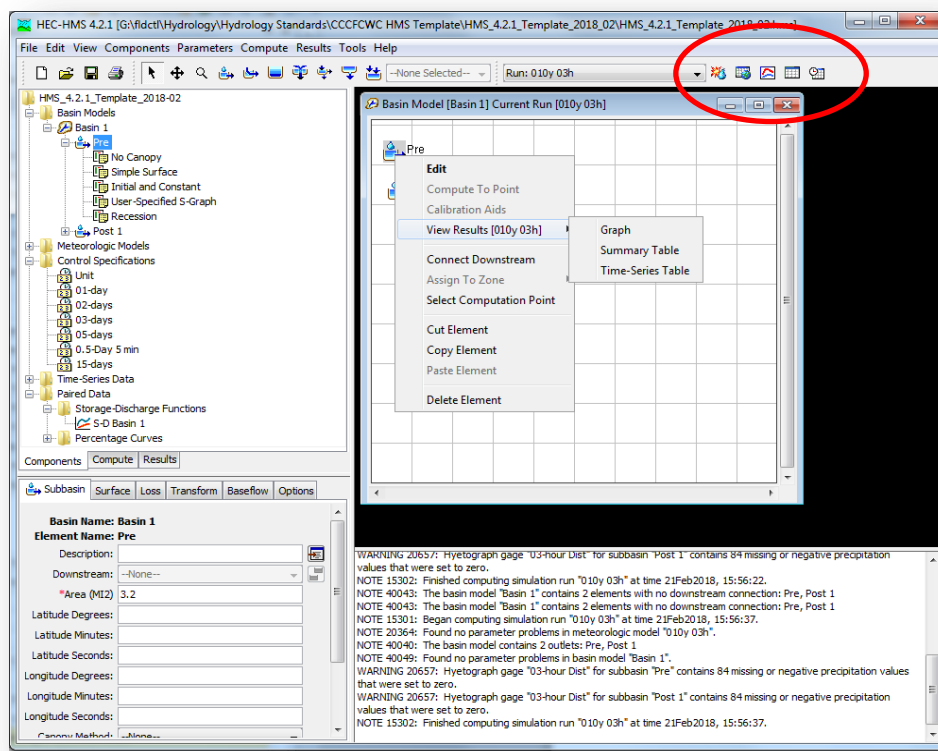 HEC-HMS 4.2.1 [G:\fldctl\Hydrology\Hydrology Standards\CCCFCWC HMS Template\HMS_4.2.1_Template_2018_02\HMS_4.2.1_Template_2018_02.hms]
File Edit View Components Parameters Compute Results Tools Help
--None Selected-- Run: 010y 03h
HMS_4.2.1_Template_2018-02
Basin Models
Basin 1
Pre
No Canopy
Simple Surface
Initial and Constant
User-Specified S-Graph
Recession
Post 1
Meteorologic Models
Control Specifications
Unit
01-day
02-days
03-days
05-days
0.5-Day 5 min
15-days
Time-Series Data
Paired Data
Storage-Discharge Functions
S-D Basin 1
Percentage Curves
Components Compute Results
Basin Model [Basin 1] Current Run [010y 03h]
Pre
Edit
Compute To Point
Calibration Aids
View Results [010y 03h]
Connect Downstream
Assign To Zone
Select Computation Point
Cut Element
Copy Element
Paste Element
Delete Element
Graph
Summary Table
Time-Series Table
Subbasin Surface Loss Transform Baseflow Options
Basin Name: Basin 1
Element Name: Pre
Description:
Downstream: --None--
*Area (MI2) 3.2
Latitude Degrees:
Latitude Minutes:
Latitude Seconds:
Longitude Degrees:
Longitude Minutes:
Longitude Seconds:
Canopy Method: --None--
WARNING 20657: Hyetograph gage "03-hour Dist" for subbasin "Post 1" contains 84 missing or negative precipitation
values that were set to zero.
NOTE 15302: Finished computing simulation run "010y 03h" at time 21Feb2018, 15:56:22.
NOTE 40043: The basin model "Basin 1" contains 2 elements with no downstream connection: Pre, Post 1
NOTE 40043: The basin model "Basin 1" contains 2 elements with no downstream connection: Pre, Post 1
NOTE 15301: Began computing simulation run "010y 03h" at time 21Feb2018, 15:56:37.
NOTE 20364: Found no parameter problems in meteorologic model "010y 03h".
NOTE 40040: The basin model contains 2 outlets: Pre, Post 1
NOTE 40049: Found no parameter problems in basin model "Basin 1".
WARNING 20657: Hyetograph gage "03-hour Dist" for subbasin "Pre" contains 84 missing or negative precipitation values
that were set to zero.
WARNING 20657: Hyetograph gage "03-hour Dist" for subbasin "Post 1" contains 84 missing or negative precipitation
values that were set to zero.
NOTE 15302: Finished computing simulation run "010y 03h" at time 21Feb2018, 15:56:37.